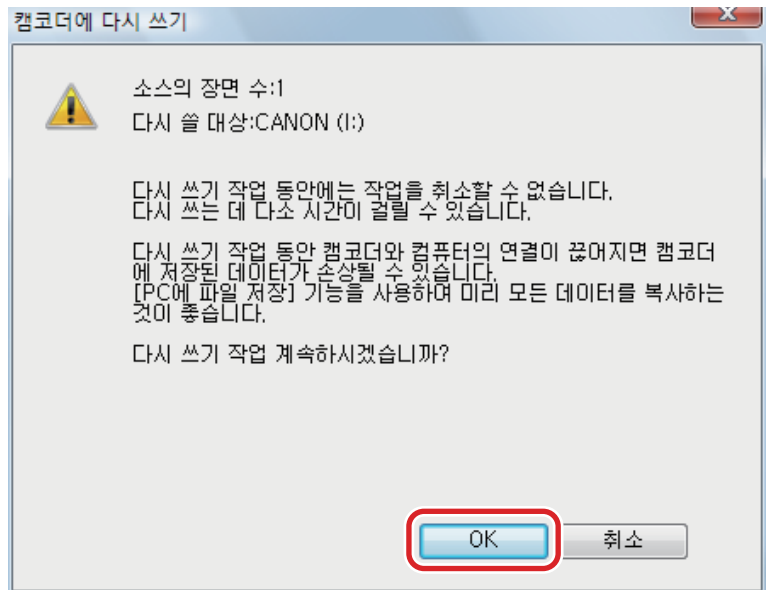 캠코더에 다시 쓰기
소스의 장면 수:1
다시 쓸 대상:CANON (I:)
다시 쓰기 작업 동안에는 작업을 취소할 수 없습니다.
다시 쓰는 데 다소 시간이 걸릴 수 있습니다.
다시 쓰기 작업 동안 캠코더와 컴퓨터의 연결이 끊어지면 캠코더
에 저장된 데이터가 손상될 수 있습니다.
[PC에 파일 저장] 기능을 사용하여 미리 모든 데이터를 복사하는
것이 좋습니다.
다시 쓰기 작업 계속하시겠습니까?
OK
취소